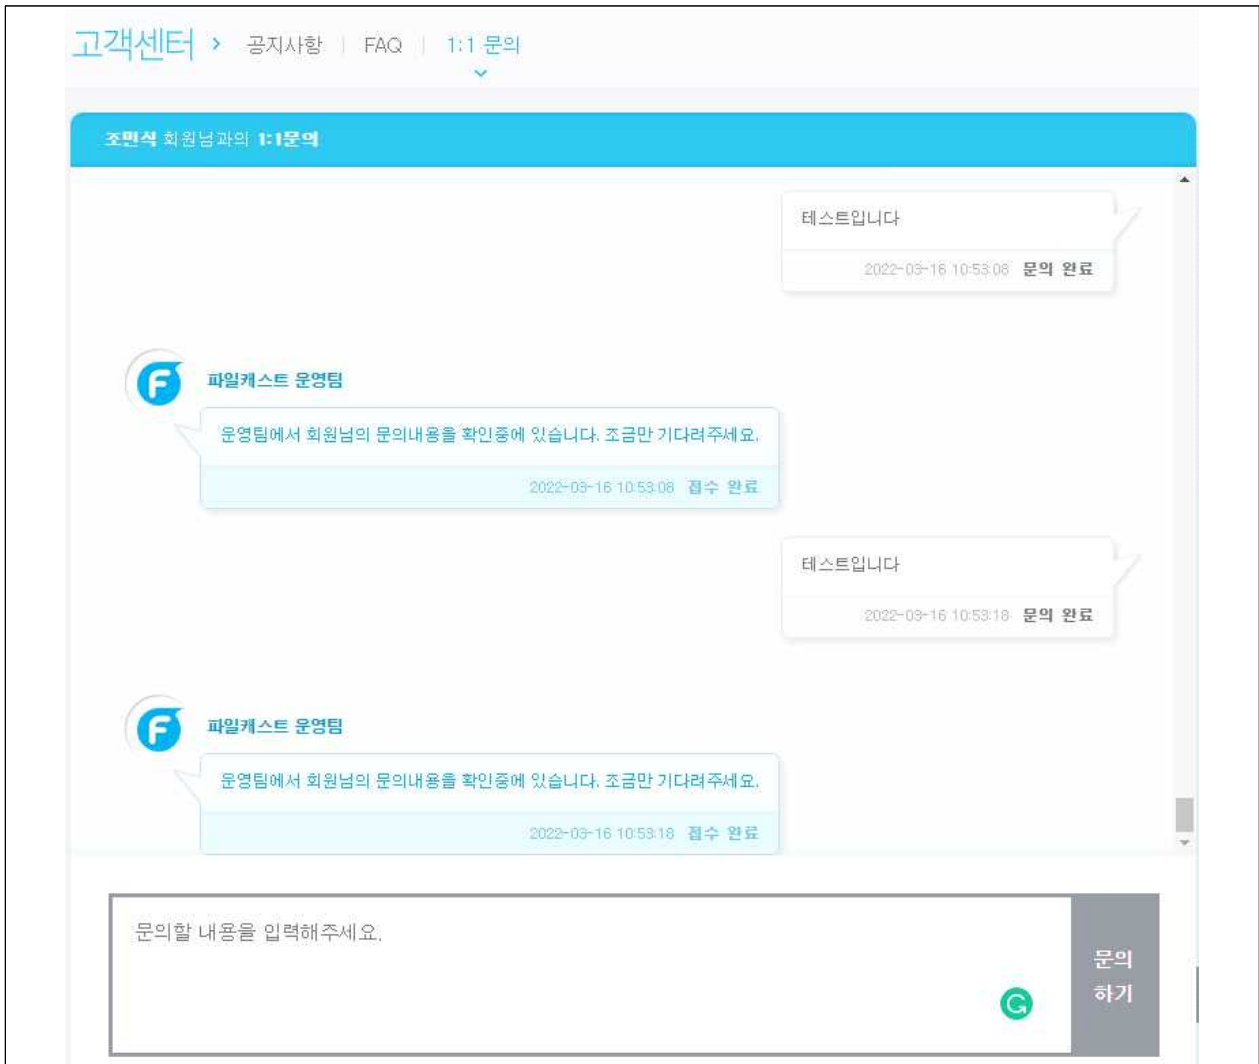 고객센터 > 공지사항 | FAQ | 1:1 문의
조민식 회원님과의 1:1문의
테스트입니다
2022-03-16 10:53:08 문의 완료
파일캐스트 운영팀
운영팀에서 회원님의 문의내용을 확인중에 있습니다. 조금만 기다려주세요.
2022-03-16 10:53:08 접수 완료
테스트입니다
2022-03-16 10:53:18 문의 완료
파일캐스트 운영팀
운영팀에서 회원님의 문의내용을 확인중에 있습니다. 조금만 기다려주세요.
2022-03-16 10:53:18 접수 완료
문의할 내용을 입력해주세요.
문의
하기